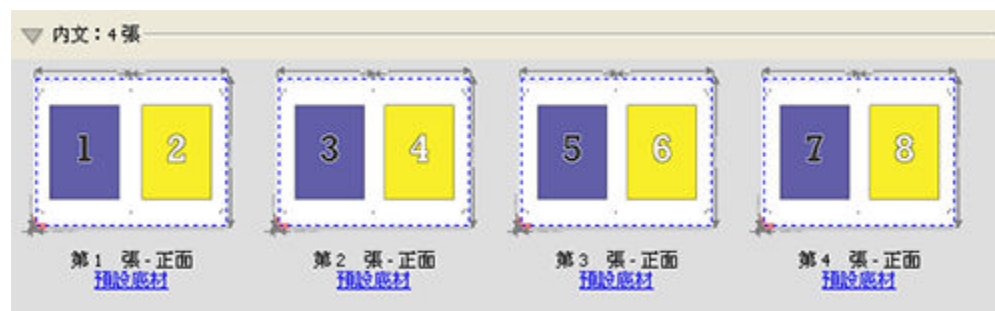 内文：4 張
1 2 3 4 5 6 7 8
第 1 張 - 正面 第 2 張 - 正面 第 3 張 - 正面 第 4 張 - 正面
預設底材 預設底材 預設底材 預設底材